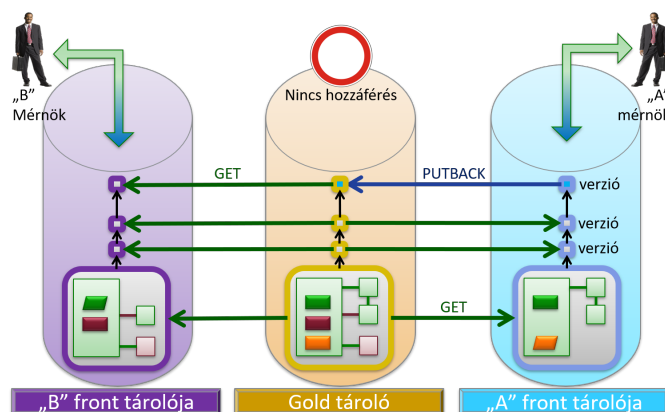 „B”
Mérnök
Nincs hozzáférés
„A”
mérnök
GET
PUTBACK
verzió
verzió
verzió
GET
„B” front tárolója
Gold tároló
„A” front tárolója